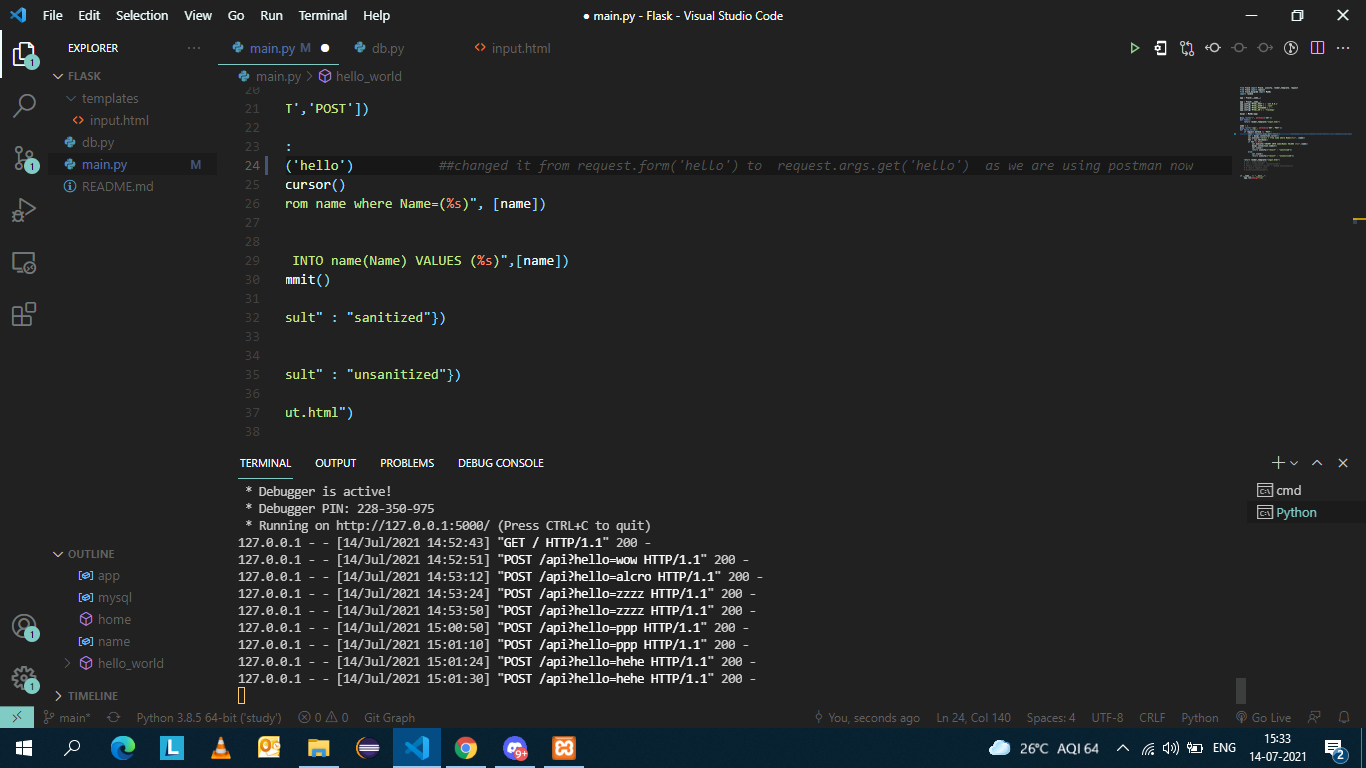 File Edit Selection View Go Run Terminal Help
● main.py - Flask - Visual Studio Code
EXPLORER ···
main.py M ●
db.py
input.html
FLASK
main.py > hello_world
templates
input.html
db.py
main.py M
README.md
20
21 T','POST'])
22
23 :
24 ('hello') ##changed it from request.form('hello') to request.args.get('hello') as we are using postman now
25 cursor()
26 rom name where Name=(%s)", [name])
27
28
29 INTO name(Name) VALUES (%s)",[name])
30 mmit()
31
32 sult" : "sanitized"})
33
34
35 sult" : "unsanitized"})
36
37 ut.html")
38
TERMINAL OUTPUT PROBLEMS DEBUG CONSOLE
cmd
Python
* Debugger is active!
* Debugger PIN: 228-350-975
* Running on http://127.0.0.1:5000/ (Press CTRL+C to quit)
127.0.0.1 - - [14/Jul/2021 14:52:43] "GET / HTTP/1.1" 200 -
127.0.0.1 - - [14/Jul/2021 14:52:51] "POST /api?hello=wow HTTP/1.1" 200 -
127.0.0.1 - - [14/Jul/2021 14:53:12] "POST /api?hello=alcro HTTP/1.1" 200 -
127.0.0.1 - - [14/Jul/2021 14:53:24] "POST /api?hello=zzzz HTTP/1.1" 200 -
127.0.0.1 - - [14/Jul/2021 14:53:50] "POST /api?hello=zzzz HTTP/1.1" 200 -
127.0.0.1 - - [14/Jul/2021 15:00:50] "POST /api?hello=ppp HTTP/1.1" 200 -
127.0.0.1 - - [14/Jul/2021 15:01:10] "POST /api?hello=ppp HTTP/1.1" 200 -
127.0.0.1 - - [14/Jul/2021 15:01:24] "POST /api?hello=hehe HTTP/1.1" 200 -
127.0.0.1 - - [14/Jul/2021 15:01:30] "POST /api?hello=hehe HTTP/1.1" 200 -
OUTLINE
app
mysql
home
name
hello_world
TIMELINE
1
1
1
1
main* Python 3.8.5 64-bit ('study') 0 0 Git Graph
You, seconds ago Ln 24, Col 140 Spaces: 4 UTF-8 CRLF Python Go Live
L
9+
26°C AQI 64
ENG
15:33
14-07-2021
2